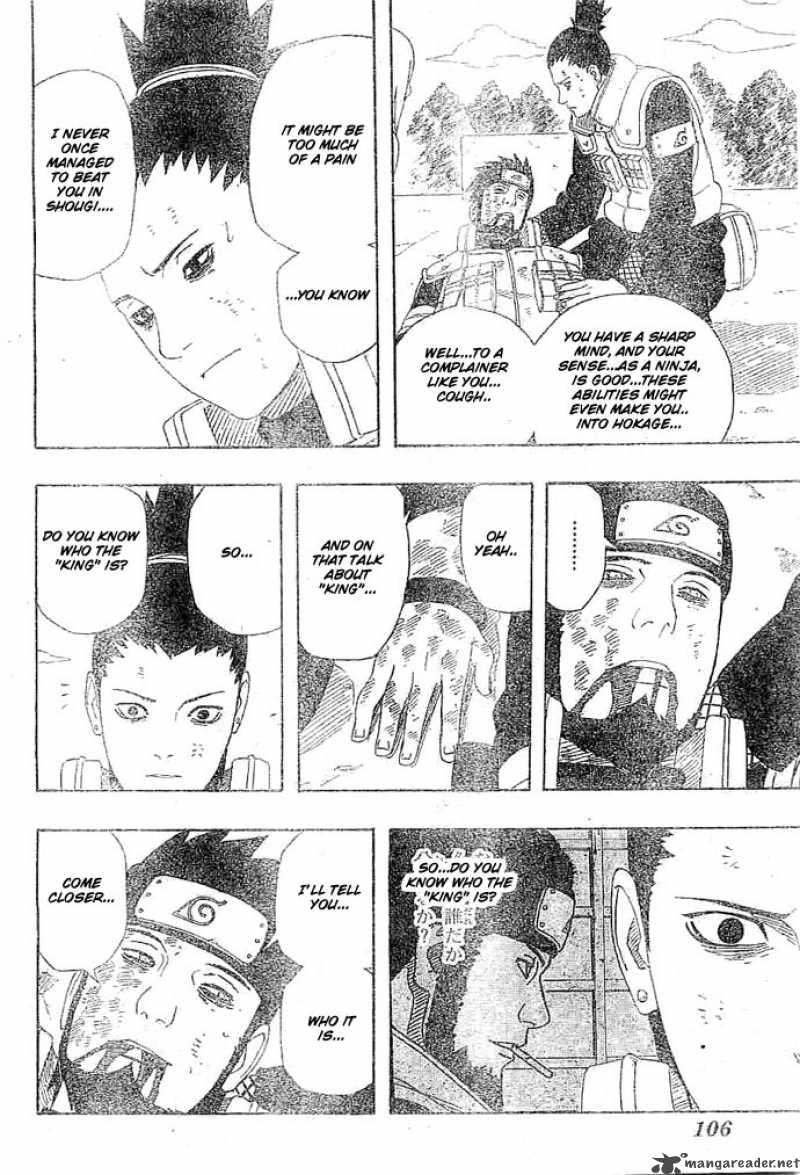 YOU HAVE A SHARP
MIND, AND YOUR
SENSE...AS A NINJA,
IS GOOD...THESE
ABILITIES MIGHT
EVEN MAKE YOU..
INTO HOKAGE...
WELL...TO A
COMPLAINER
LIKE YOU...
COUGH..
IT MIGHT BE
TOO MUCH
OF A PAIN
...YOU KNOW
I NEVER
ONCE
MANAGED
TO BEAT
YOU IN
SHOUGI....
.........
OH
YEAH..
AND ON
THAT TALK
ABOUT
"KING"...
SO...
DO YOU KNOW
WHO THE
"KING" IS?
SO...DO YOU
KNOW WHO THE
"KING" IS?
誰だか
か?
I'LL TELL
YOU...
WHO IT
IS...
COME
CLOSER...
106
mangareader.net